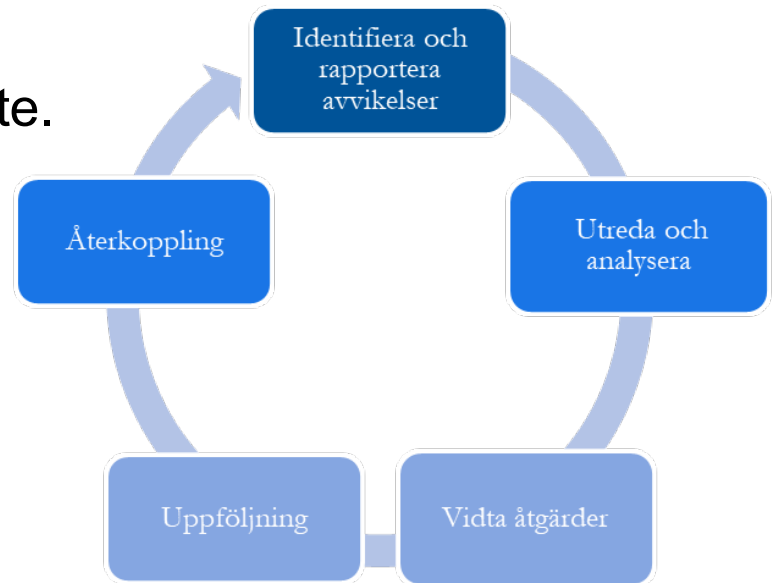 te.
Identifiera och
rapportera
avvikelser
Utreda och
analysera
Vidta åtgärder
Uppföljning
Återkoppling